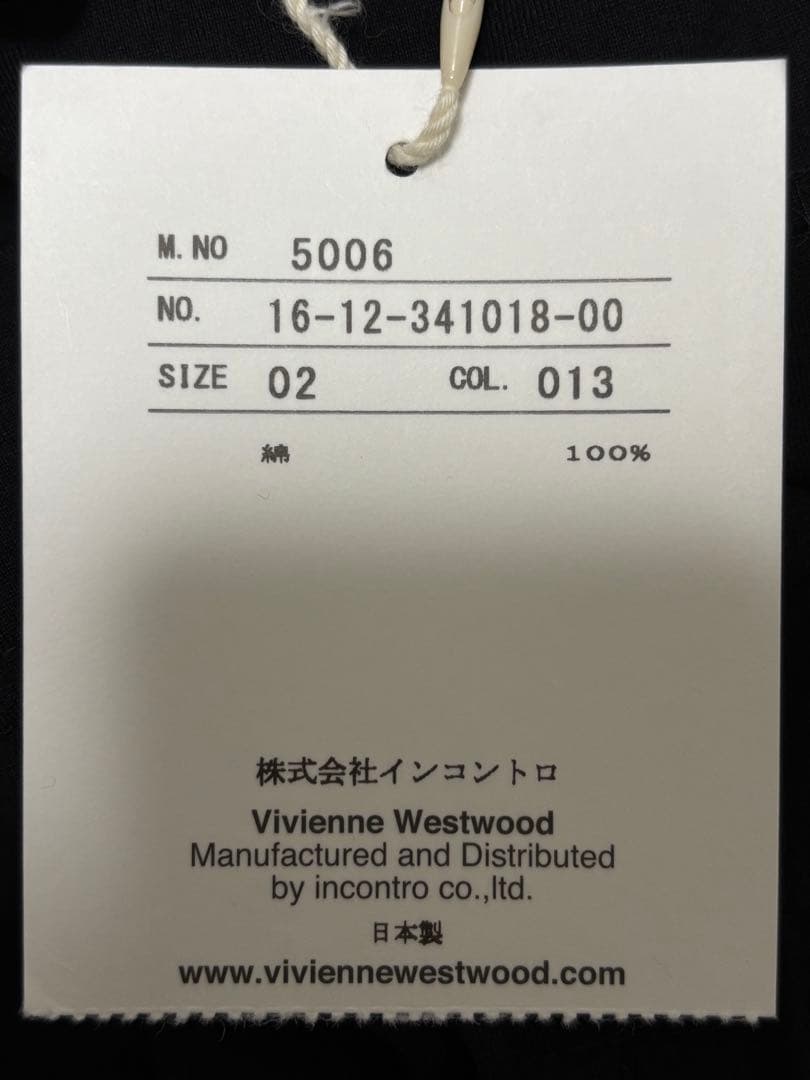 M.NO 5006
NO. 16-12-341018-00
SIZE 02 COL. 013
綿 100%
株式会社インコントロ
Vivienne Westwood
Manufactured and Distributed
by incontro co.,ltd.
日本製
www.viviennewestwood.com